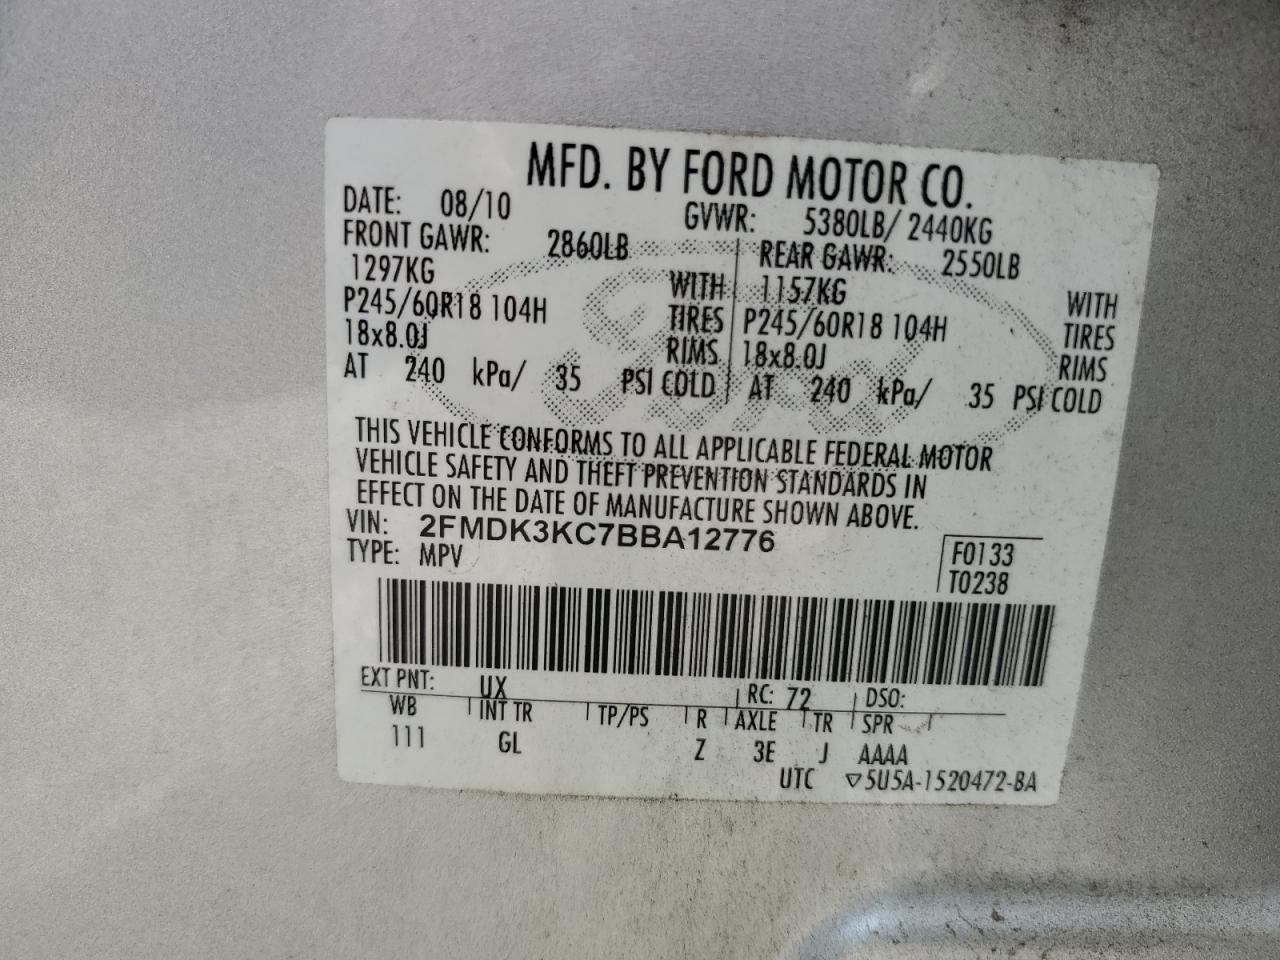 MFD. BY FORD MOTOR CO.
DATE: 08/10 GVWR: 5380LB/ 2440KG
FRONT GAWR: 2860LB REAR GAWR: 2550LB
1297KG WITH 1157KG WITH
P245/60R18 104H TIRES P245/60R18 104H TIRES
18x8.0J RIMS 18x8.0J RIMS
AT 240 kPa/ 35 PSI COLD AT 240 kPa/ 35 PSI COLD
Ford
THIS VEHICLE CONFORMS TO ALL APPLICABLE FEDERAL MOTOR
VEHICLE SAFETY AND THEFT PREVENTION STANDARDS IN
EFFECT ON THE DATE OF MANUFACTURE SHOWN ABOVE.
VIN: 2FMDK3KC7BBA12776
TYPE: MPV
F0133
T0238
EXT PNT: UX RC: 72 DSO:
WB INT TR TP/PS R AXLE TR SPR
111 GL Z 3E J AAAA
UTC ▽5U5A-1520472-BA